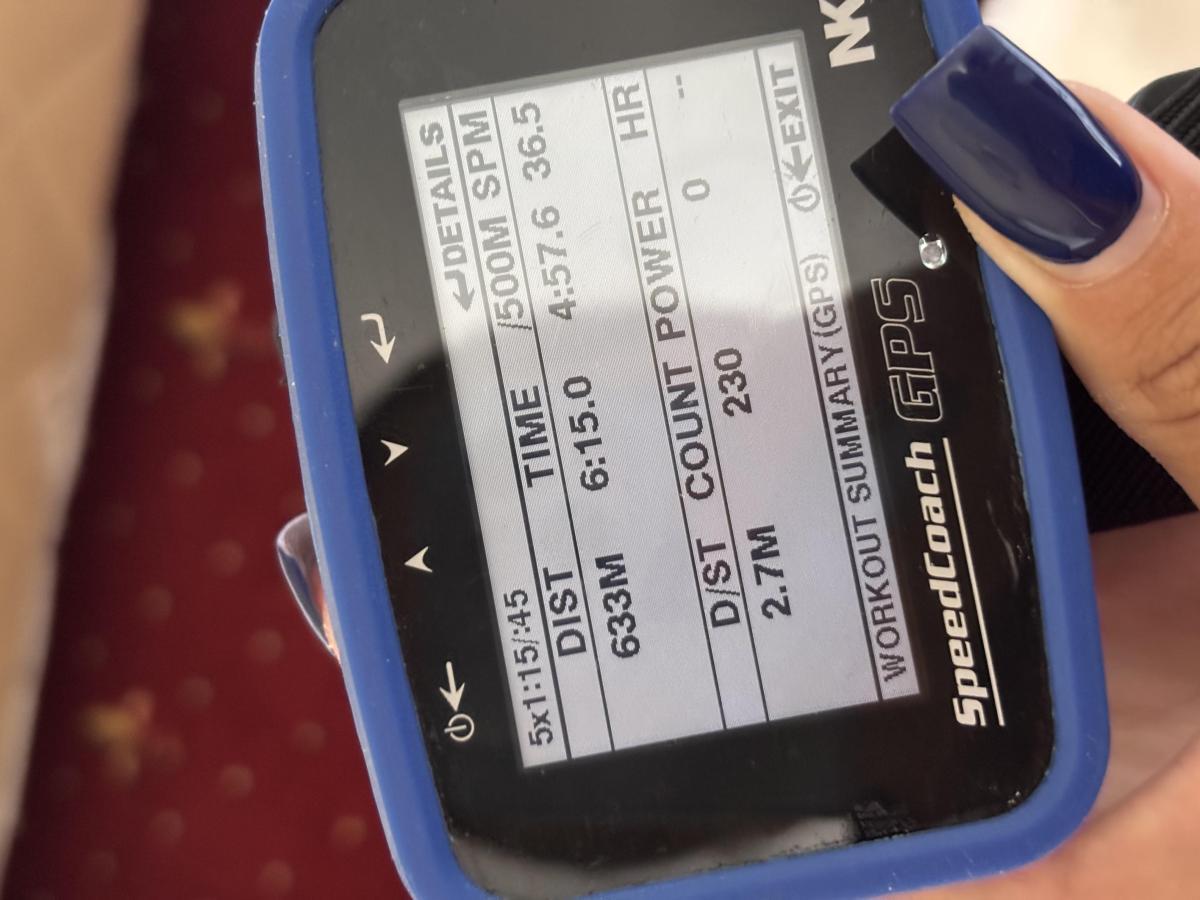 5x1:15/:45 ↵DETAILS
DIST TIME /500M SPM
633M 6:15.0 4:57.6 36.5
D/ST COUNT POWER HR
2.7M 230 0 --
WORKOUT SUMMARY(GPS) ⏻←EXIT
SpeedCoach GPS
NK